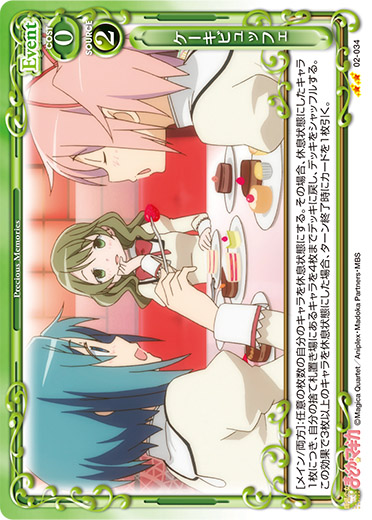 Event
COST
0
SOURCE
2
ケーキビュッフェ
Precious Memories
[メイン/両方]:任意の枚数の自分のキャラを休息状態にする。その場合、休息状態にしたキャラ
1枚につき、自分の捨て札置き場にあるキャラを4枚までデッキに戻し、デッキをシャッフルする。
この効果で3枚以上のキャラを休息状態にした場合、ターン終了時にカードを1枚引く。
©Magica Quartet / Aniplex・Madoka Partners・MBS
02-034